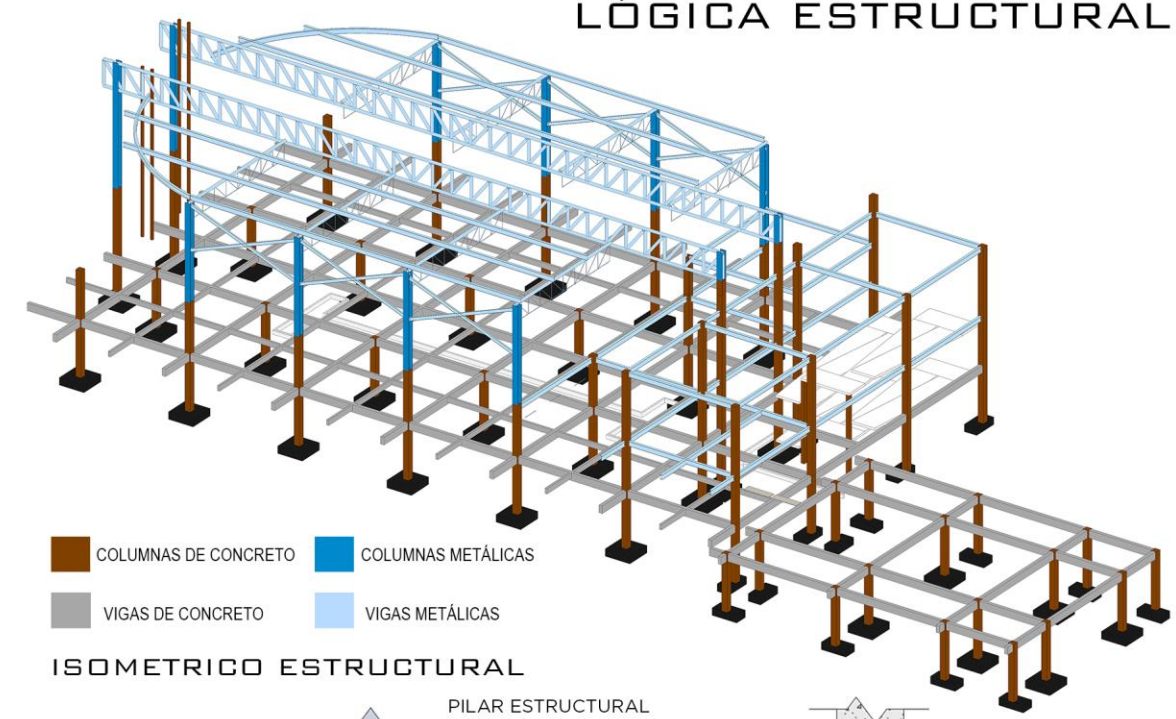 LÓGICA ESTRUCTURAL
COLUMNAS DE CONCRETO
COLUMNAS METÁLICAS
VIGAS DE CONCRETO
VIGAS METÁLICAS
ISOMETRICO ESTRUCTURAL
PILAR ESTRUCTURAL